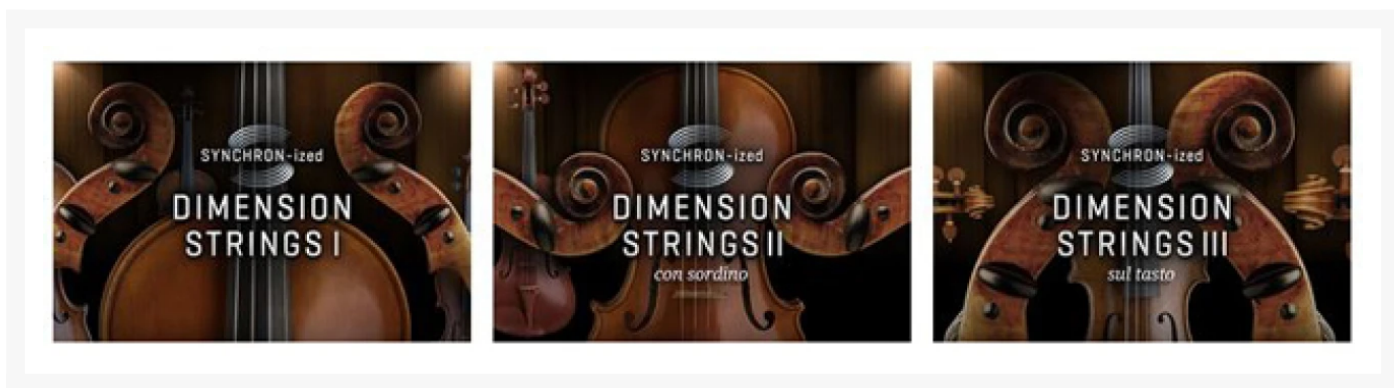 SYNCHRON-ized
DIMENSION
STRINGS I
SYNCHRON-ized
DIMENSION
STRINGS II
con sordino
SYNCHRON-ized
DIMENSION
STRINGS III
sul tasto